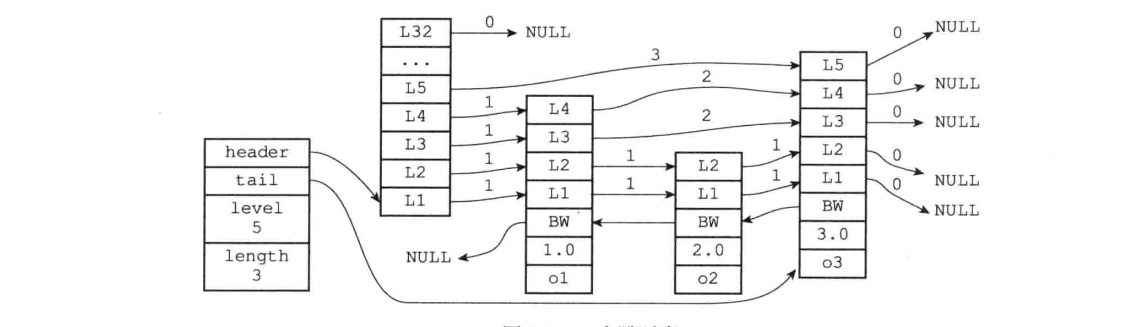 header
tail
level
5
length
3
L32
...
L5
L4
L3
L2
L1
0
NULL
3
1
1
1
1
L4
L3
L2
L1
BW
1.0
o1
NULL
2
2
1
1
L2
L1
BW
2.0
o2
1
1
L5
L4
L3
L2
L1
BW
3.0
o3
0
NULL
0
NULL
0
NULL
0
NULL
0
NULL